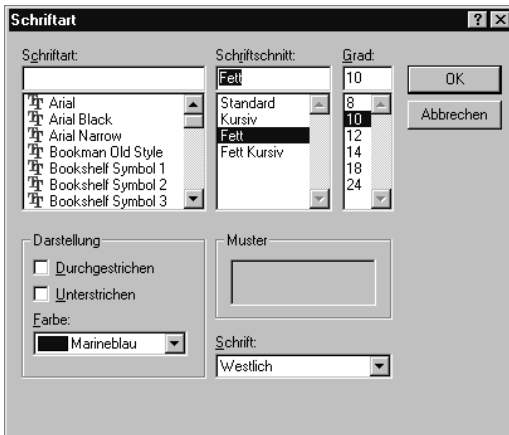 Schriftart
Schriftart:
Schriftschnitt:
Grad:
Fett
10
OK
Abbrechen
Arial
Arial Black
Arial Narrow
Bookman Old Style
Bookshelf Symbol 1
Bookshelf Symbol 2
Bookshelf Symbol 3
Standard
Kursiv
Fett
Fett Kursiv
8
10
12
14
18
24
Darstellung
Durchgestrichen
Unterstrichen
Farbe:
Marineblau
Muster
Schrift:
Westlich